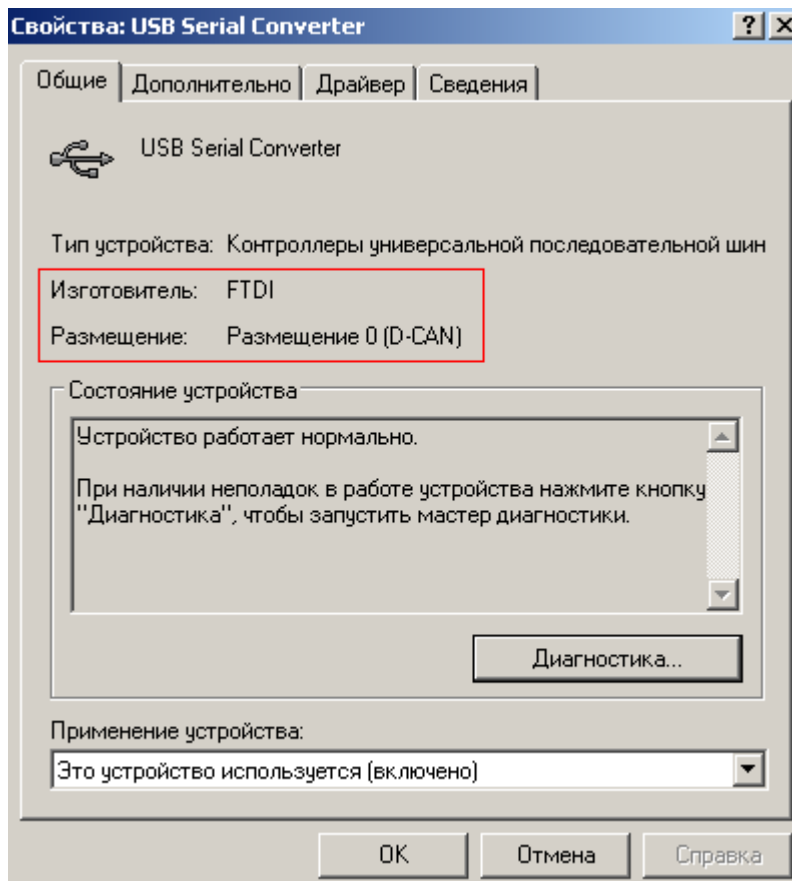 Свойства: USB Serial Converter
Общие Дополнительно Драйвер Сведения
USB Serial Converter
Тип устройства: Контроллеры универсальной последовательной шин
Изготовитель: FTDI
Размещение: Размещение 0 (D-CAN)
Состояние устройства
Устройство работает нормально.
При наличии неполадок в работе устройства нажмите кнопку
"Диагностика", чтобы запустить мастер диагностики.
Диагностика...
Применение устройства:
Это устройство используется (включено)
OK Отмена Справка